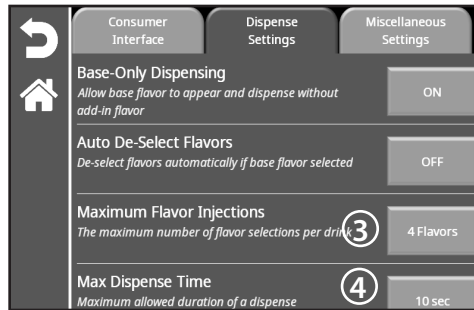 Consumer
Interface
Dispense
Settings
Miscellaneous
Settings
Base-Only Dispensing
Allow base flavor to appear and dispense without
add-in flavor
ON
Auto De-Select Flavors
De-select flavors automatically if base flavor selected
OFF
Maximum Flavor Injections
The maximum number of flavor selections per drink
3
4 Flavors
Max Dispense Time
Maximum allowed duration of a dispense
4
10 sec